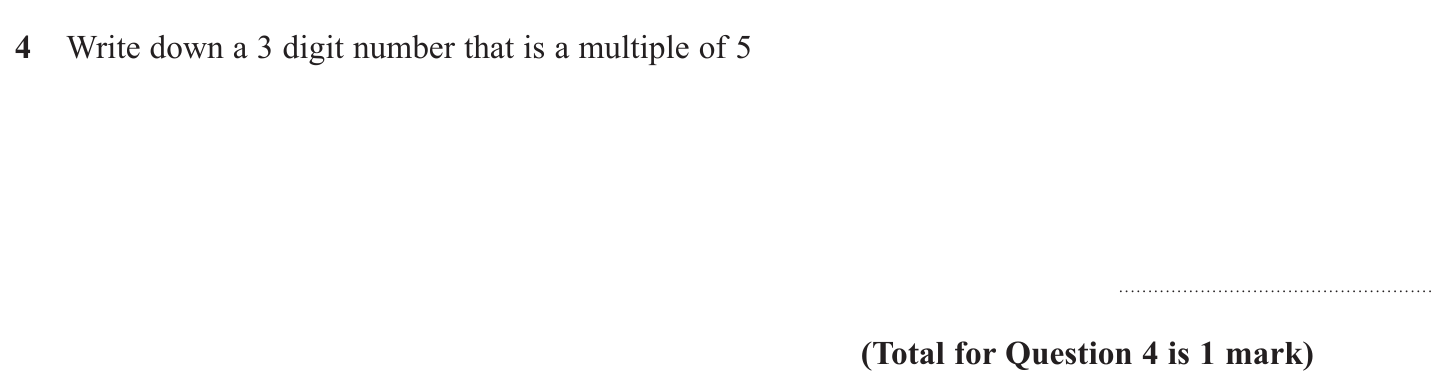 4 Write down a 3 digit number that is a multiple of 5
(Total for Question 4 is 1 mark)